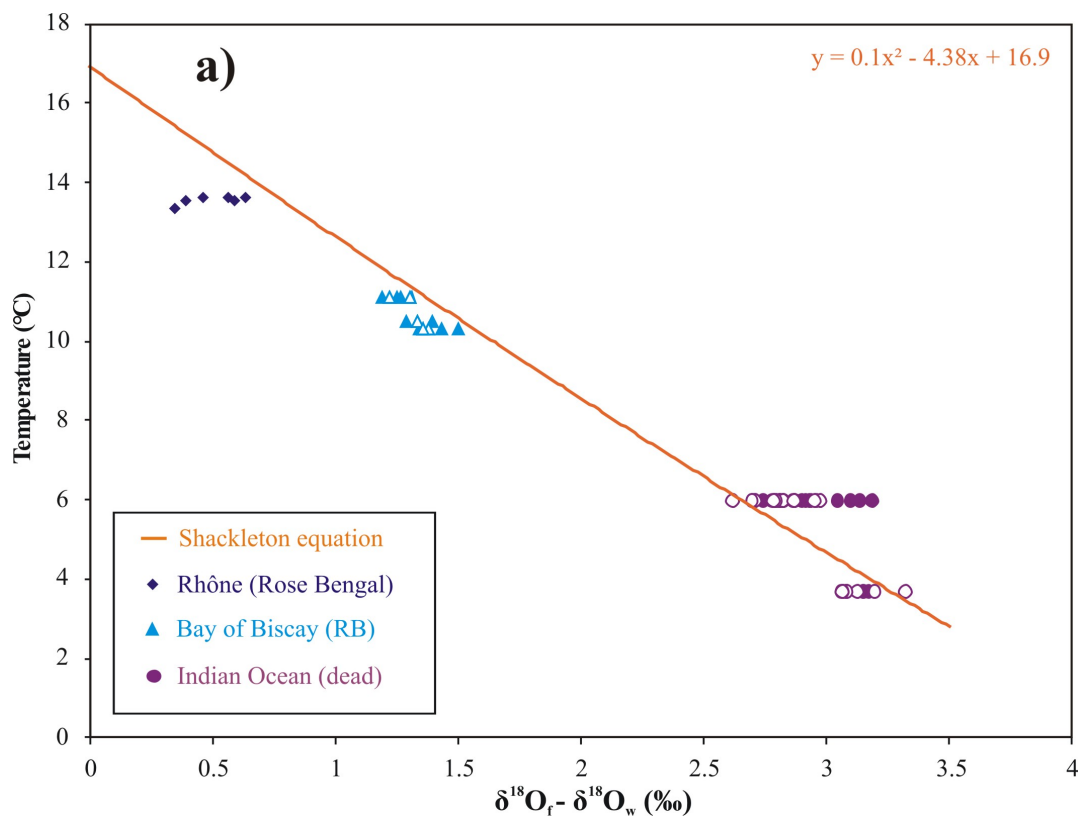 a)
y = 0.1x² - 4.38x + 16.9
18
16
14
12
10
8
6
4
2
0
Temperature (°C)
Shackleton equation
Rhône (Rose Bengal)
Bay of Biscay (RB)
Indian Ocean (dead)
0 0.5 1 1.5 2 2.5 3 3.5 4
δ¹⁸O_f - δ¹⁸O_w (‰)